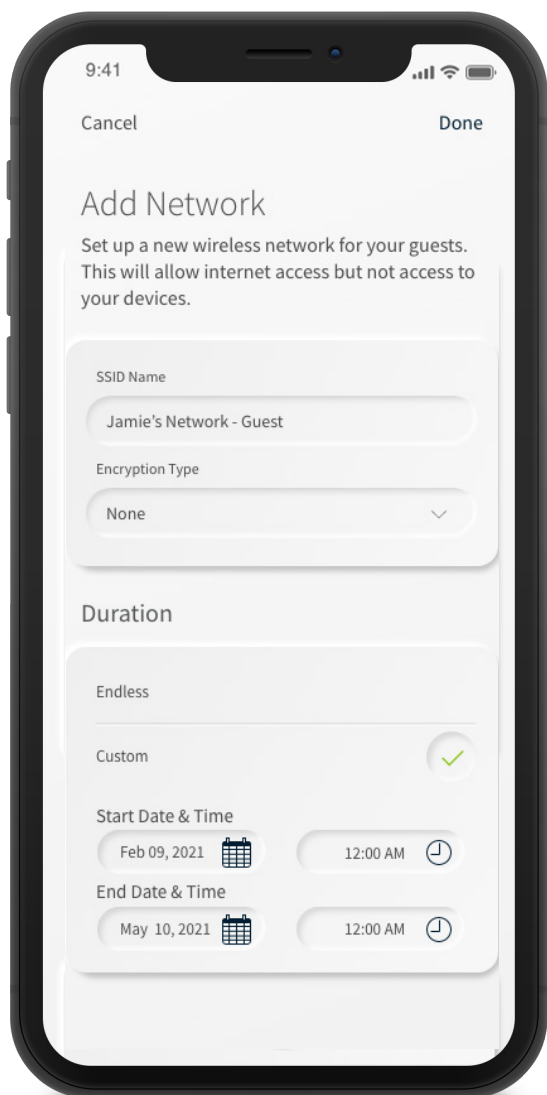 9:41
Cancel Done
Add Network
Set up a new wireless network for your guests.
This will allow internet access but not access to
your devices.
SSID Name
Jamie's Network - Guest
Encryption Type
None
Duration
Endless
Custom
Start Date & Time
Feb 09, 2021 12:00 AM
End Date & Time
May 10, 2021 12:00 AM